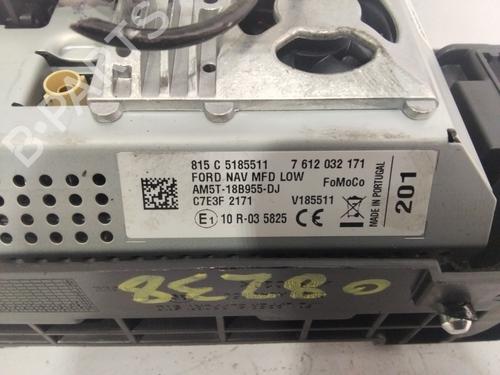 B-PARTS
815 C 5185511 7 612 032 171
FORD NAV MFD LOW
AM5T-18B955-DJ FoMoCo
C7E3F 2171 V185511
E1 10 R-03 5825 CE
MADE IN PORTUGAL
201